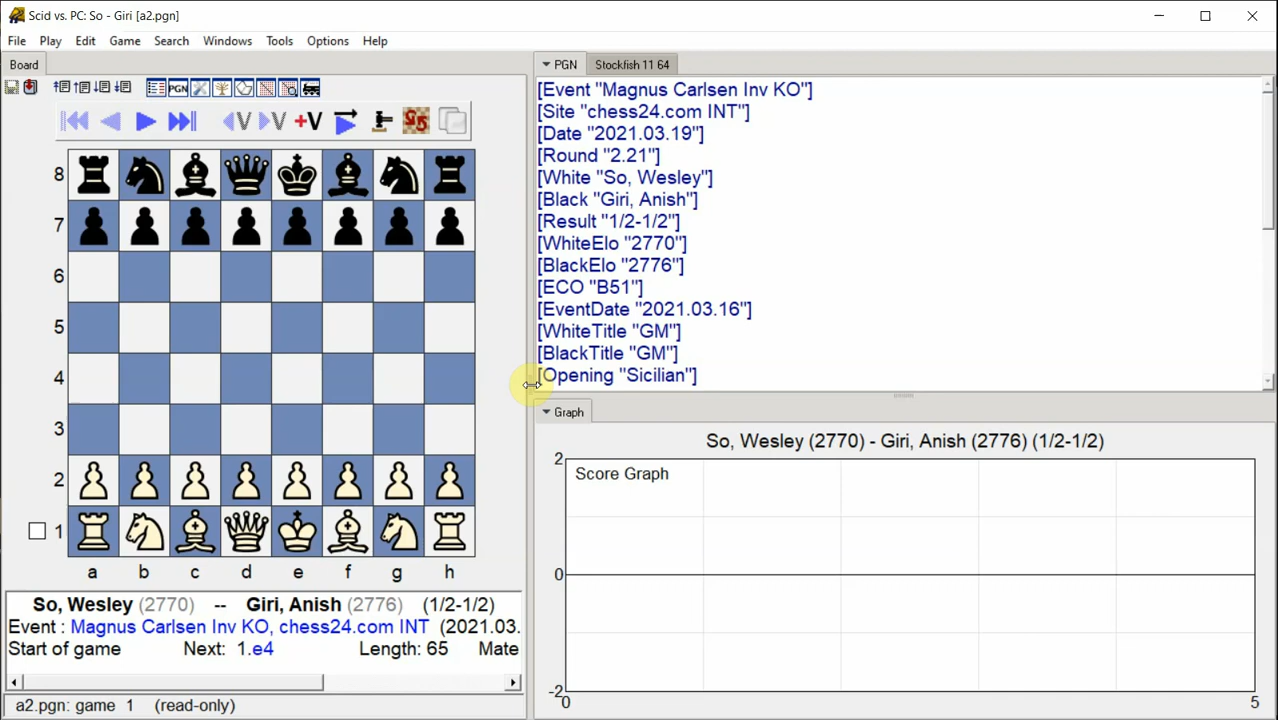 Scid vs. PC: So - Giri [a2.pgn]
File Play Edit Game Search Windows Tools Options Help
Board
PGN
V V +V
8
7
6
5
4
3
2
1
a b c d e f g h
So, Wesley (2770) -- Giri, Anish (2776) (1/2-1/2)
Event : Magnus Carlsen Inv KO, chess24.com INT (2021.03.
Start of game Next: 1.e4 Length: 65 Mate
a2.pgn: game 1 (read-only)
PGN Stockfish 11 64
[Event "Magnus Carlsen Inv KO"]
[Site "chess24.com INT"]
[Date "2021.03.19"]
[Round "2.21"]
[White "So, Wesley"]
[Black "Giri, Anish"]
[Result "1/2-1/2"]
[WhiteElo "2770"]
[BlackElo "2776"]
[ECO "B51"]
[EventDate "2021.03.16"]
[WhiteTitle "GM"]
[BlackTitle "GM"]
[Opening "Sicilian"]
Graph
So, Wesley (2770) - Giri, Anish (2776) (1/2-1/2)
2
Score Graph
0
-2
0 5